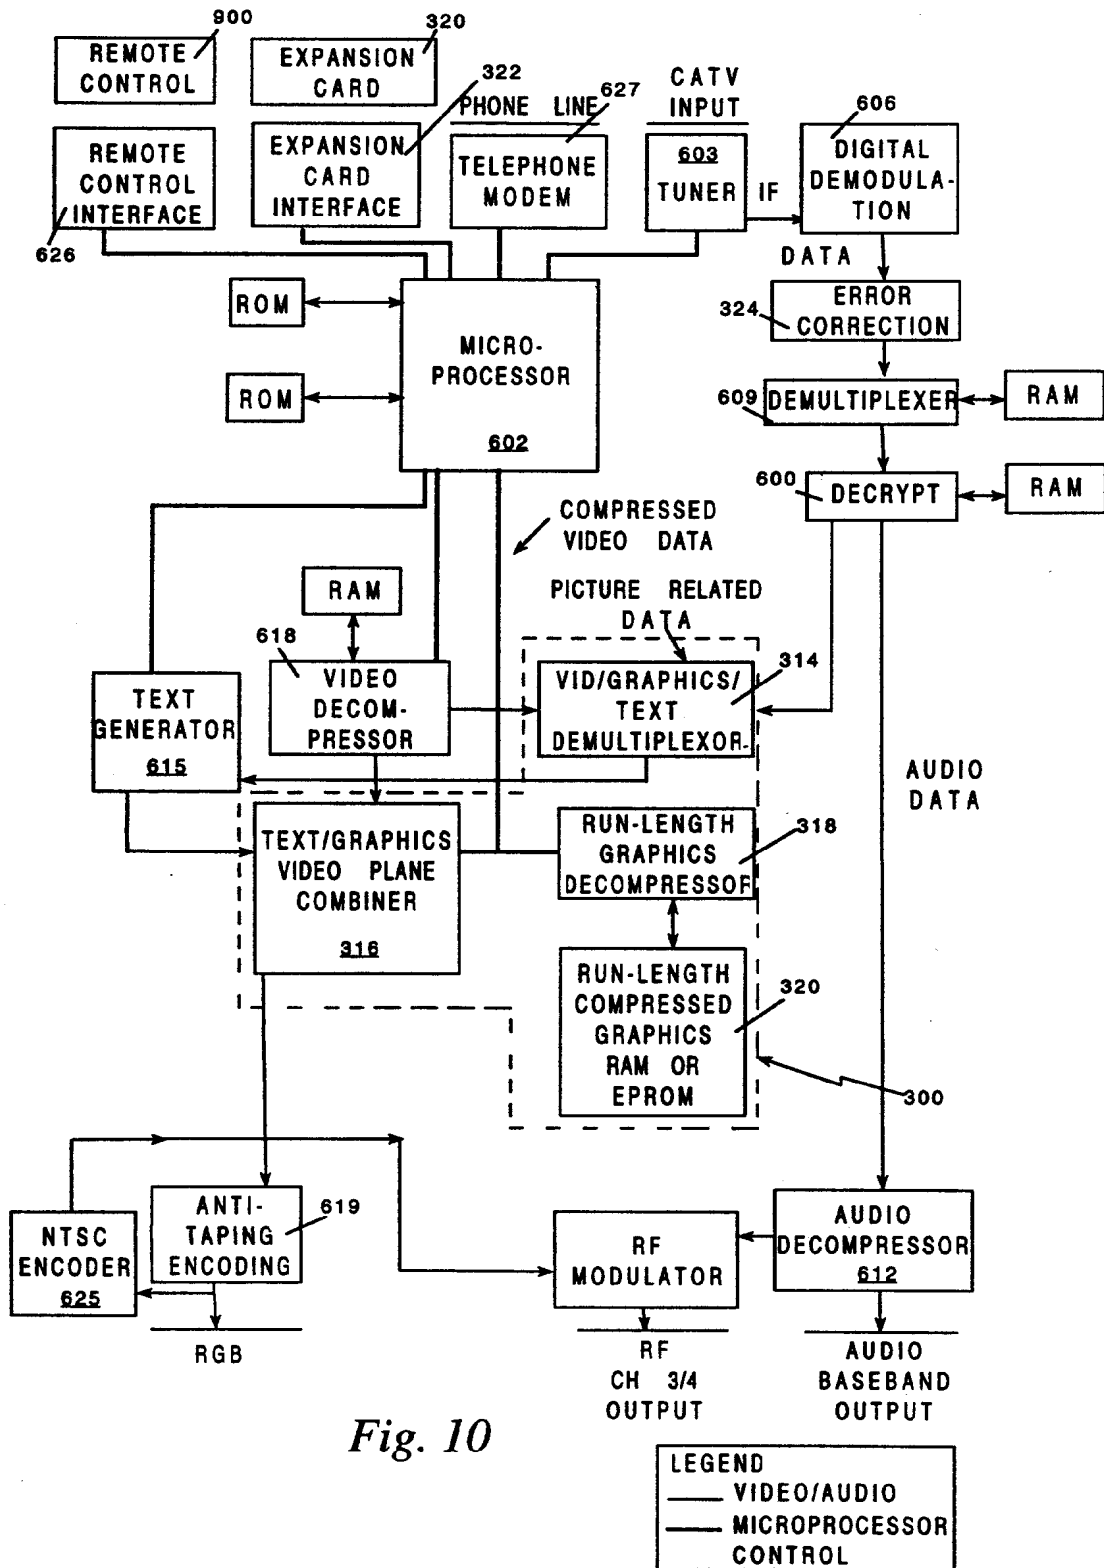 900
REMOTE
CONTROL
320
EXPANSION
CARD
322
PHONE LINE
627
CATV
INPUT
606
REMOTE
CONTROL
INTERFACE
626
EXPANSION
CARD
INTERFACE
TELEPHONE
MODEM
603
TUNER
IF
DIGITAL
DEMODULA-
TION
DATA
ROM
ROM
MICRO-
PROCESSOR
602
324
ERROR
CORRECTION
609
DEMULTIPLEXER
RAM
600
DECRYPT
RAM
COMPRESSED
VIDEO DATA
RAM
PICTURE RELATED
DATA
618
VIDEO
DECOM-
PRESSOR
VID/GRAPHICS/
TEXT
DEMULTIPLEXOR
314
TEXT
GENERATOR
615
AUDIO
DATA
TEXT/GRAPHICS
VIDEO PLANE
COMBINER
316
RUN-LENGTH
GRAPHICS
DECOMPRESSOR
318
RUN-LENGTH
COMPRESSED
GRAPHICS
RAM OR
EPROM
320
300
NTSC
ENCODER
625
ANTI-
TAPING
ENCODING
619
RF
MODULATOR
AUDIO
DECOMPRESSOR
612
RGB
RF
CH 3/4
OUTPUT
AUDIO
BASEBAND
OUTPUT
Fig. 10
LEGEND
VIDEO/AUDIO
MICROPROCESSOR
CONTROL